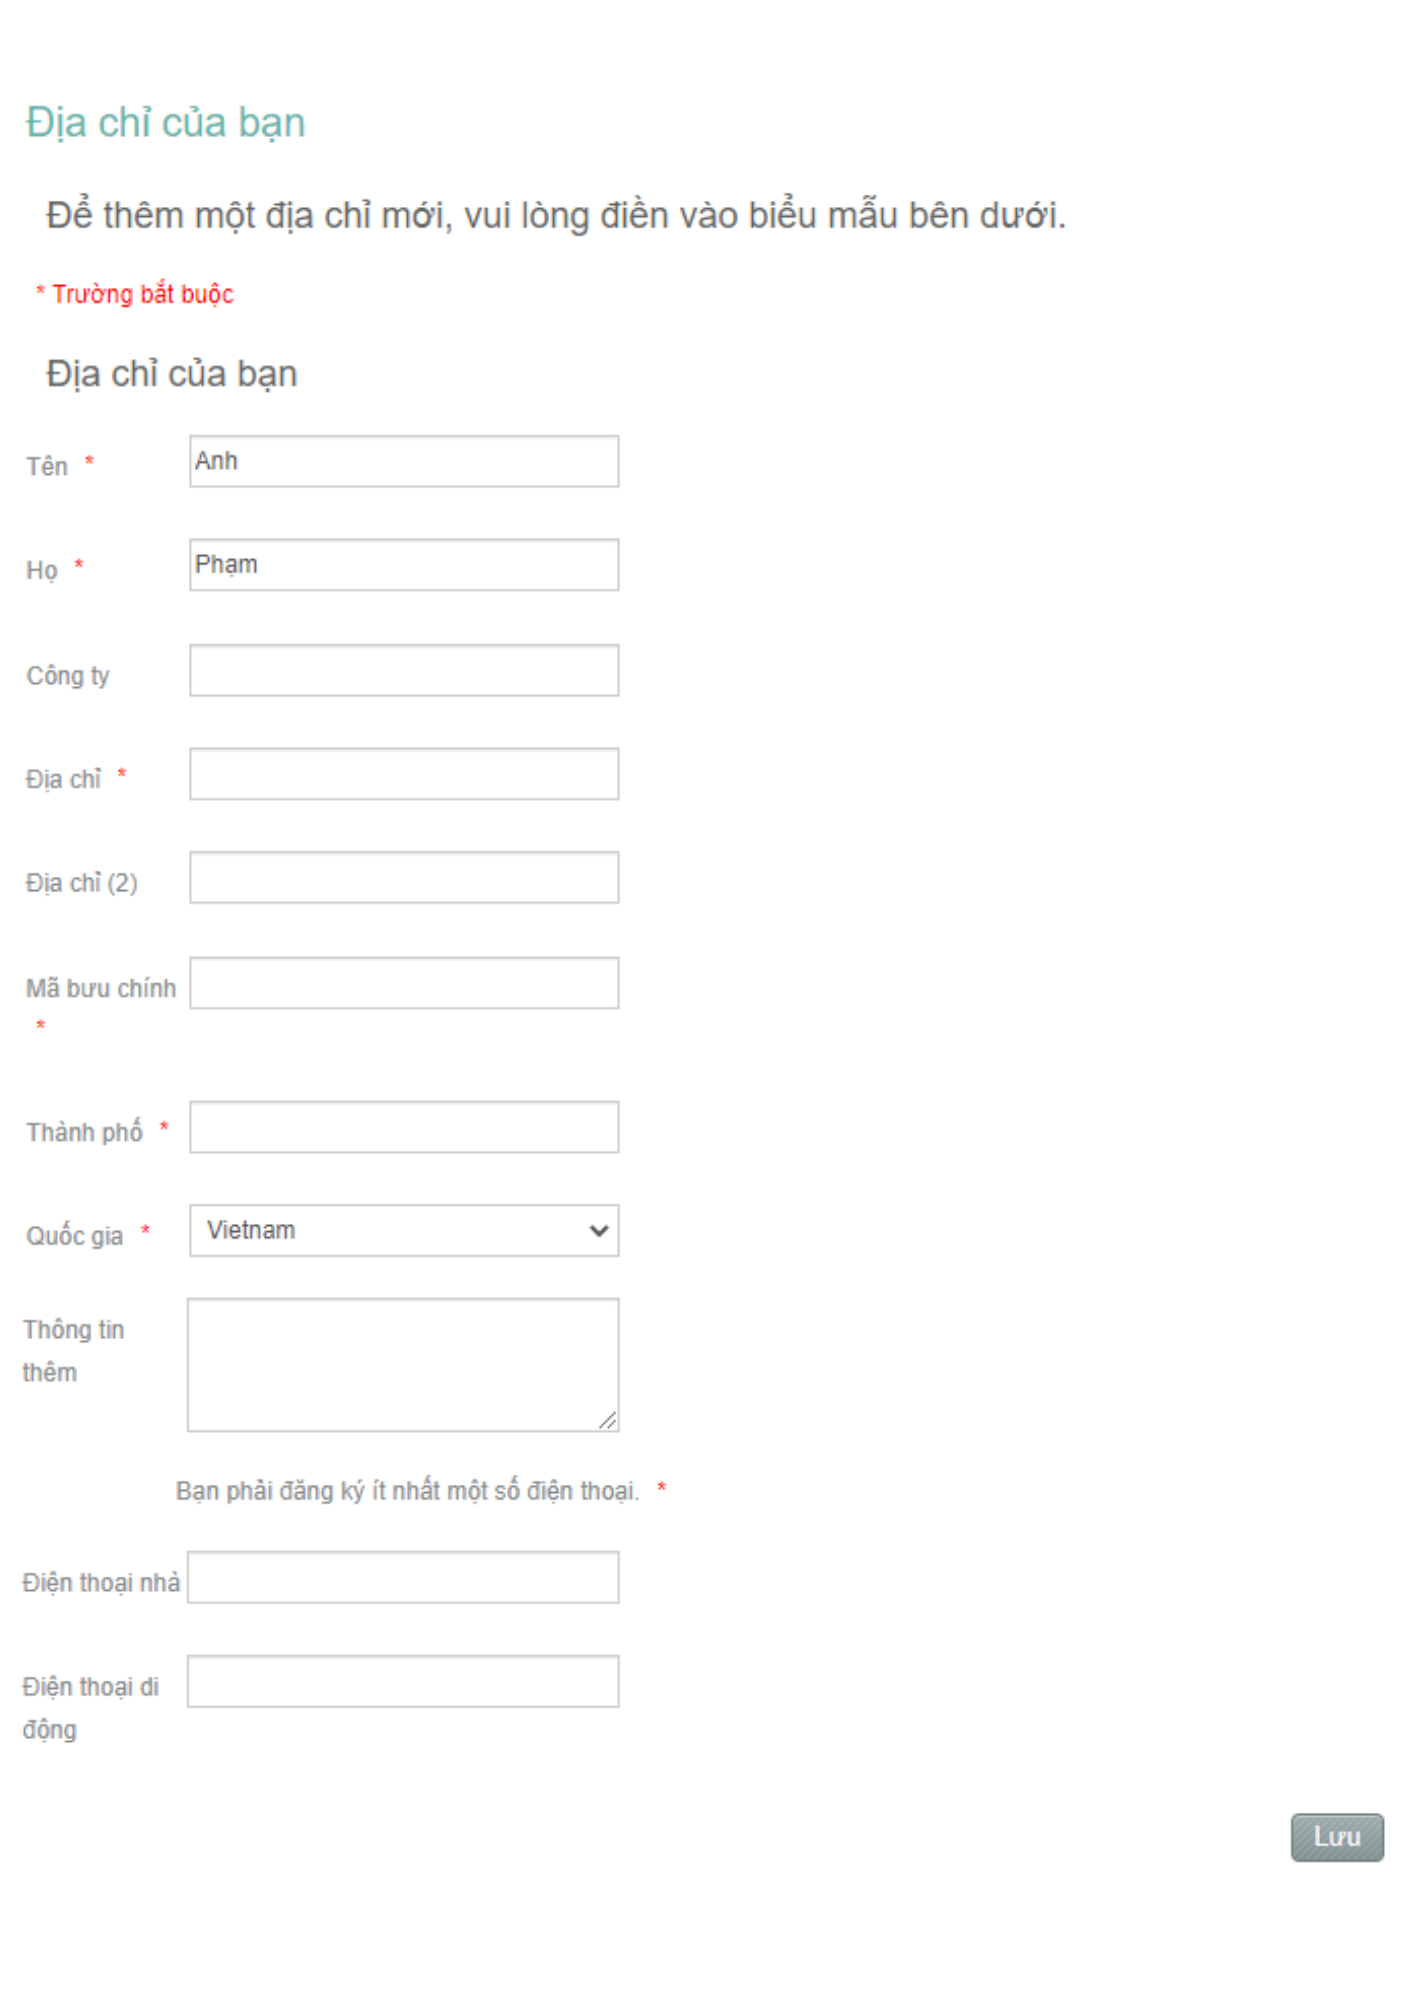 Địa chỉ của bạn
Để thêm một địa chỉ mới, vui lòng điền vào biểu mẫu bên dưới.
* Trường bắt buộc
Địa chỉ của bạn
Tên * Anh
Họ * Phạm
Công ty
Địa chỉ *
Địa chỉ (2)
Mã bưu chính
*
Thành phố *
Quốc gia * Vietnam
Thông tin
thêm
Bạn phải đăng ký ít nhất một số điện thoại. *
Điện thoại nhà
Điện thoại di
động
Lưu